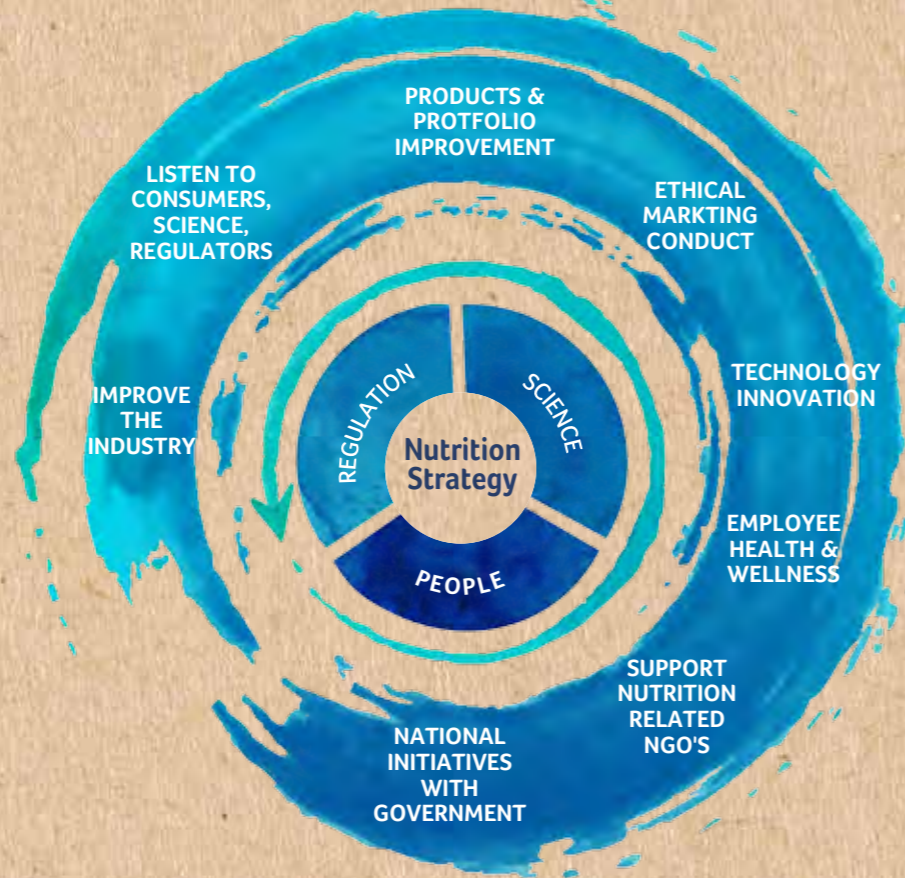 PRODUCTS &
PROTFOLIO
IMPROVEMENT
LISTEN TO
CONSUMERS,
SCIENCE,
REGULATORS
ETHICAL
MARKTING
CONDUCT
IMPROVE
THE
INDUSTRY
TECHNOLOGY
INNOVATION
REGULATION
SCIENCE
Nutrition
Strategy
PEOPLE
EMPLOYEE
HEALTH &
WELLNESS
SUPPORT
NUTRITION
RELATED
NGO'S
NATIONAL
INITIATIVES
WITH
GOVERNMENT